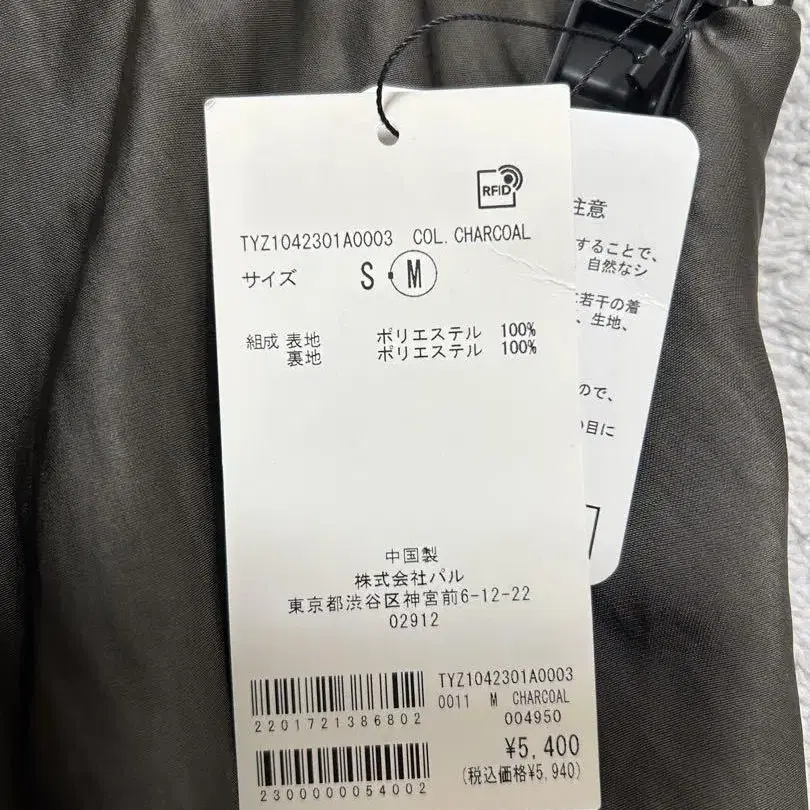 RFID
TYZ1042301A0003 COL. CHARCOAL
サイズ S・M
組成 表地 ポリエステル 100%
裏地 ポリエステル 100%
中国製
株式会社パル
東京都渋谷区神宮前6-12-22
02912
TYZ1042301A0003
0011 M CHARCOAL
2201721386802
004950
¥5,400
(税込価格¥5,940)
2300000054002
注意
することで、
自然なシ
若干の着
、生地、
ので、
い目に